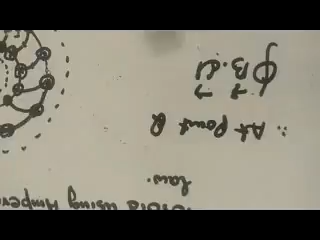 using
law.
∴ At Point Q
∮ B⃗ . dl⃗